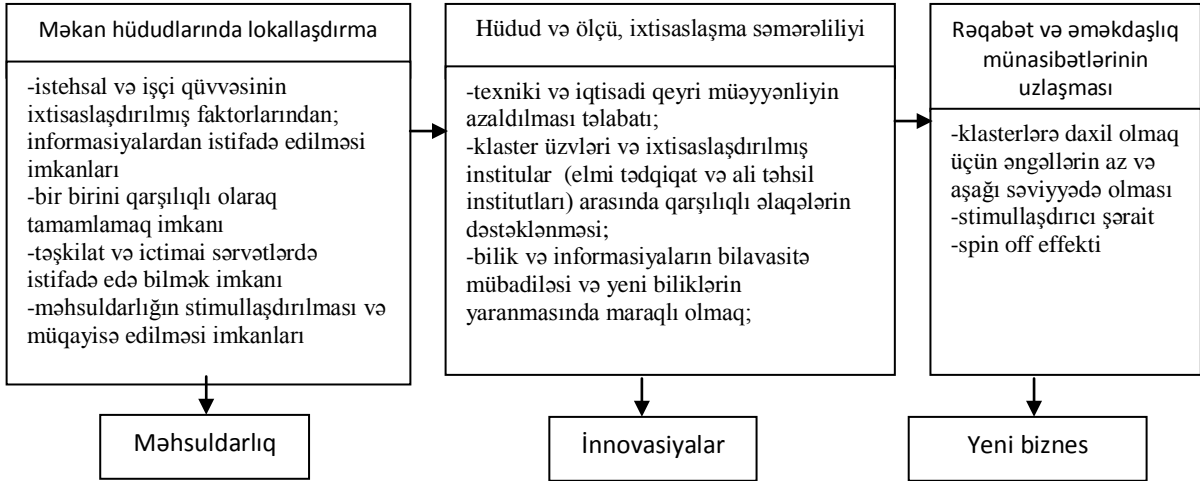 Məkan hüdudlarında lokallaşdırma
-istehsal və işçi qüvvəsinin
ixtisaslaşdırılmış faktorlarından;
informasiyalardan istifadə edilməsi
imkanları
-bir birini qarşılıqlı olaraq
tamamlamaq imkanı
-təşkilat və ictimai sərvətlərdə
istifadə edə bilmək imkanı
-məhsuldarlığın stimullaşdırılması və
müqayisə edilməsi imkanları
Məhsuldarlıq
Hüdud və ölçü, ixtisaslaşma səmərəliliyi
-texniki və iqtisadi qeyri müəyyənliyin
azaldılması təlabatı;
-klaster üzvləri və ixtisaslaşdırılmış
institular (elmi tədqiqat və ali təhsil
institutları) arasında qarşılıqlı əlaqələrin
dəstəklənməsi;
-bilik və informasiyaların bilavasitə
mübadiləsi və yeni biliklərin
yaranmasında maraqlı olmaq;
İnnovasiyalar
Rəqabət və əməkdaşlıq
münasibətlərinin
uzlaşması
-klasterlərə daxil olmaq
üçün əngəllərin az və
aşağı səviyyədə olması
-stimullaşdırıcı şərait
-spin off effekti
Yeni biznes